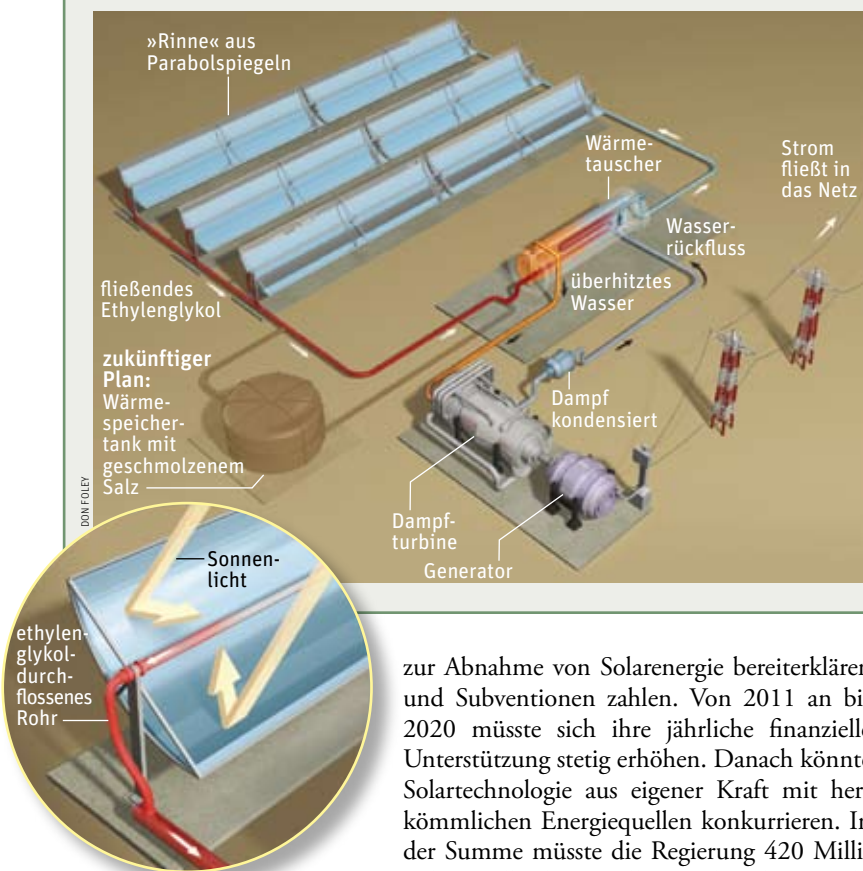 »Rinne« aus
Parabolspiegeln
Wärme-
tauscher
Strom
fließt in
das Netz
Wasser-
rückfluss
überhitztes
Wasser
fließendes
Ethylenglykol
zukünftiger
Plan:
Wärme-
speicher-
tank mit
geschmolzenem
Salz
Dampf
kondensiert
Dampf-
turbine
Generator
DON FOLEY
Sonnen-
licht
ethylen-
glykol-
durch-
flossenes
Rohr
zur Abnahme von Solarenergie bereiterklären
und Subventionen zahlen. Von 2011 an bi
2020 müsste sich ihre jährliche finanzielle
Unterstützung stetig erhöhen. Danach könnte
Solartechnologie aus eigener Kraft mit her
kömmlichen Energiequellen konkurrieren. In
der Summe müsste die Regierung 420 Milli